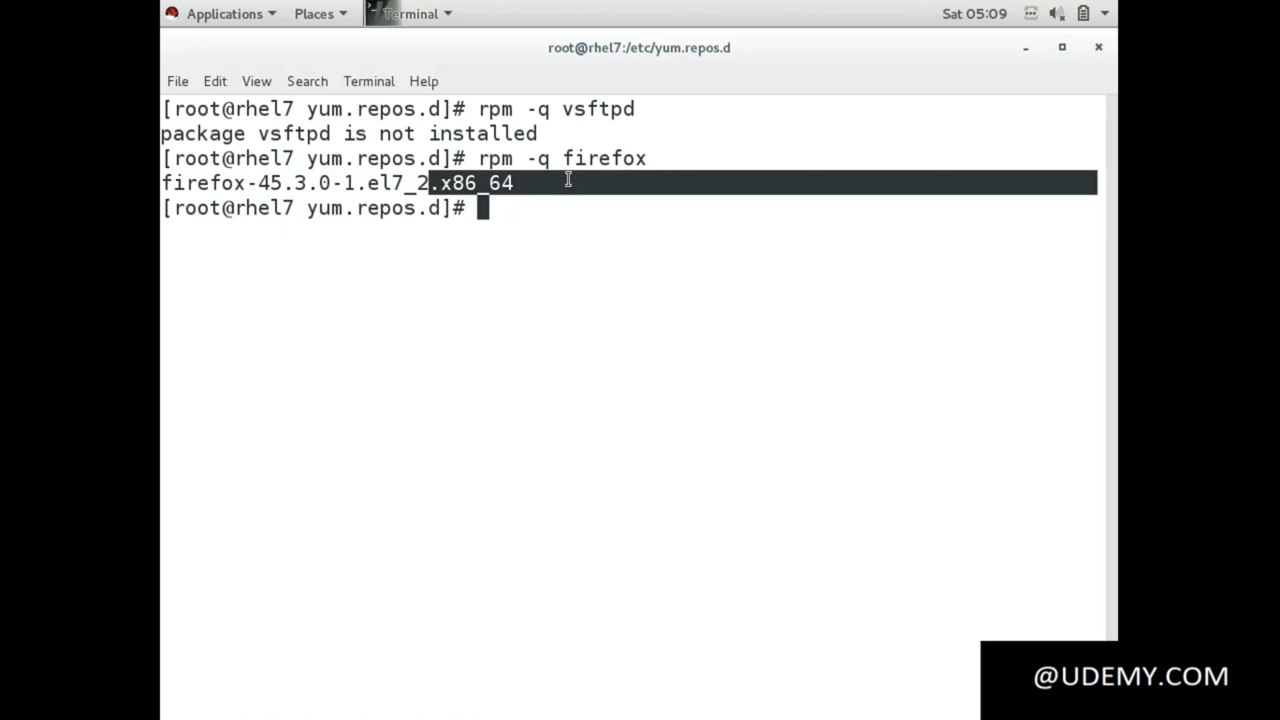 Applications Places Terminal Sat 05:09
root@rhel7:/etc/yum.repos.d
File Edit View Search Terminal Help
[root@rhel7 yum.repos.d]# rpm -q vsftpd
package vsftpd is not installed
[root@rhel7 yum.repos.d]# rpm -q firefox
firefox-45.3.0-1.el7_2.x86_64
[root@rhel7 yum.repos.d]#
@UDEMY.COM